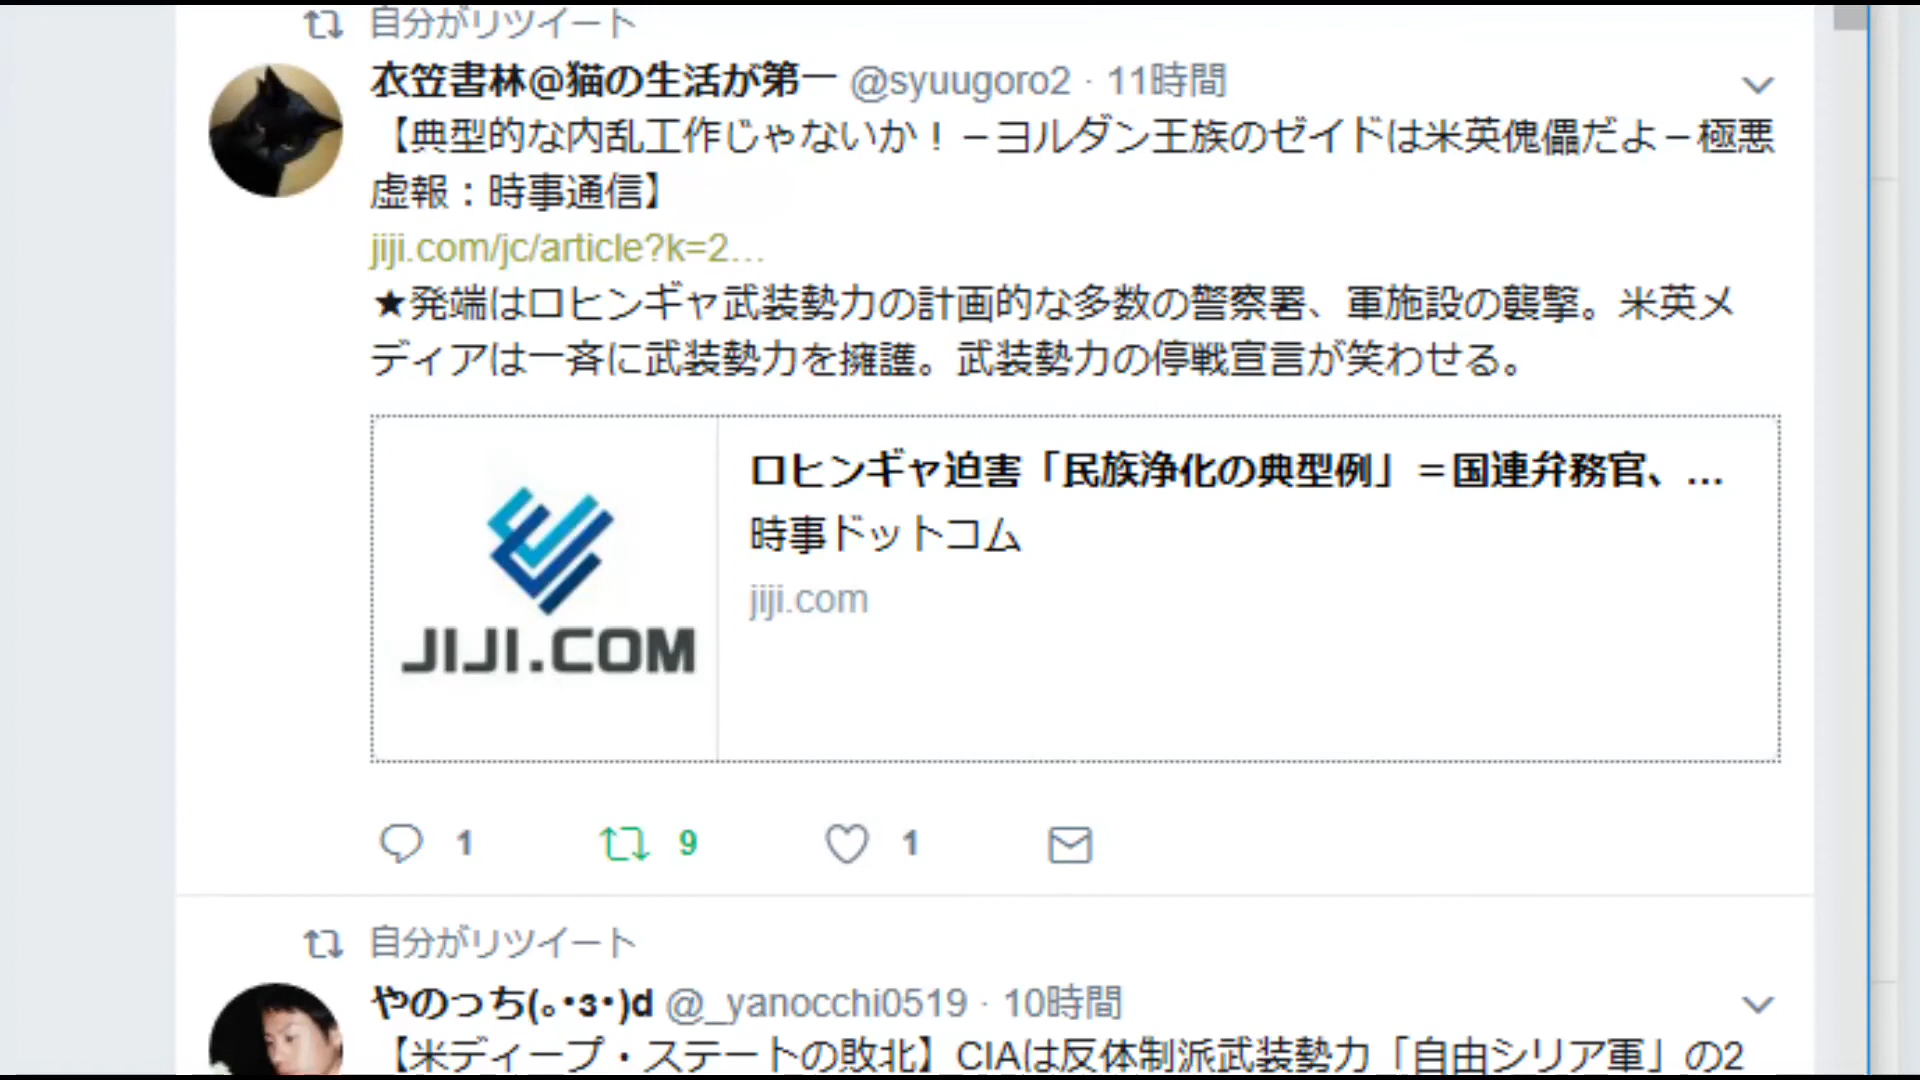 自分がリツイート
衣笠書林@猫の生活が第一 @syuugoro2 · 11時間
【典型的な内乱工作じゃないか！－ヨルダン王族のゼイドは米英傀儡だよ－極悪
虚報：時事通信】
jiji.com/jc/article?k=2...
★発端はロヒンギャ武装勢力の計画的な多数の警察署、軍施設の襲撃。米英メ
ディアは一斉に武装勢力を擁護。武装勢力の停戦宣言が笑わせる。
JIJI.COM
ロヒンギャ迫害「民族浄化の典型例」＝国連弁務官、...
時事ドットコム
jiji.com
1 9 1
自分がリツイート
やのっち(｡･з･)d @_yanocchi0519 · 10時間
【米ディープ・ステートの敗北】CIAは反体制派武装勢力「自由シリア軍」の2